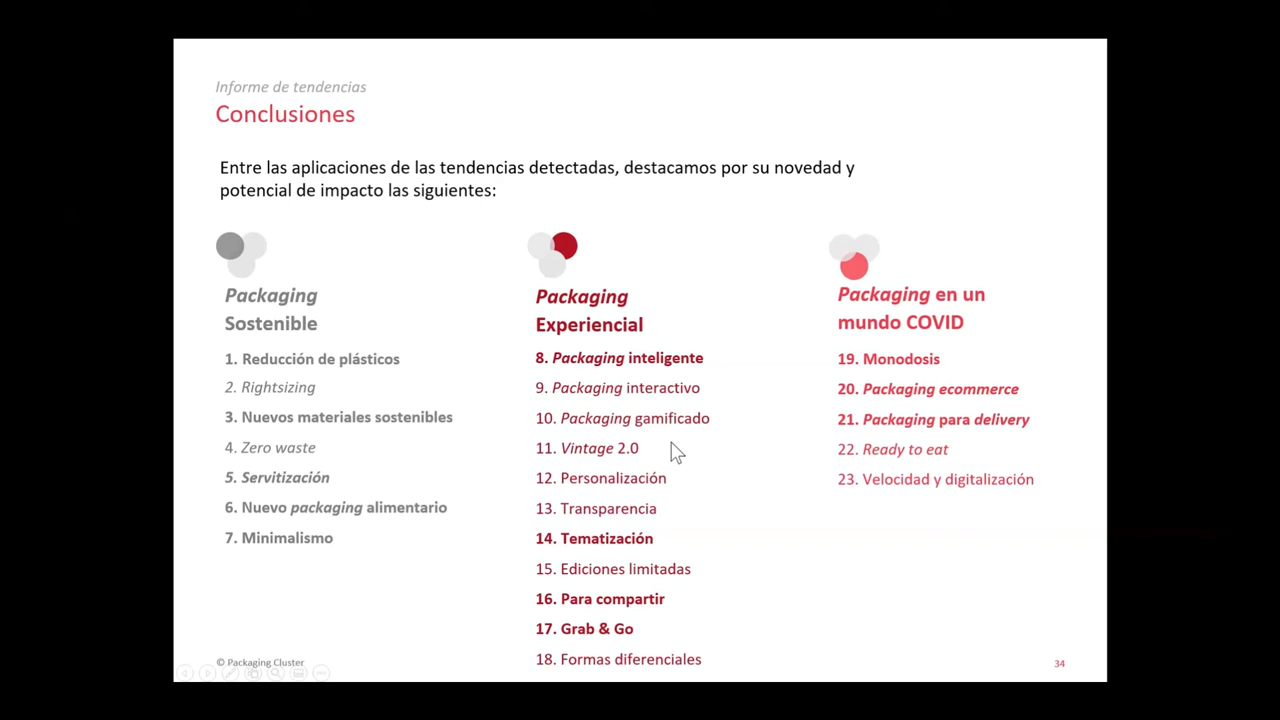 Informe de tendencias
Conclusiones
Entre las aplicaciones de las tendencias detectadas, destacamos por su novedad y
potencial de impacto las siguientes:
Packaging
Sostenible
1. Reducción de plásticos
2. Rightsizing
3. Nuevos materiales sostenibles
4. Zero waste
5. Servitización
6. Nuevo packaging alimentario
7. Minimalismo
Packaging
Experiencial
8. Packaging inteligente
9. Packaging interactivo
10. Packaging gamificado
11. Vintage 2.0
12. Personalización
13. Transparencia
14. Tematización
15. Ediciones limitadas
16. Para compartir
17. Grab & Go
18. Formas diferenciales
Packaging en un
mundo COVID
19. Monodosis
20. Packaging ecommerce
21. Packaging para delivery
22. Ready to eat
23. Velocidad y digitalización
© Packaging Cluster
34